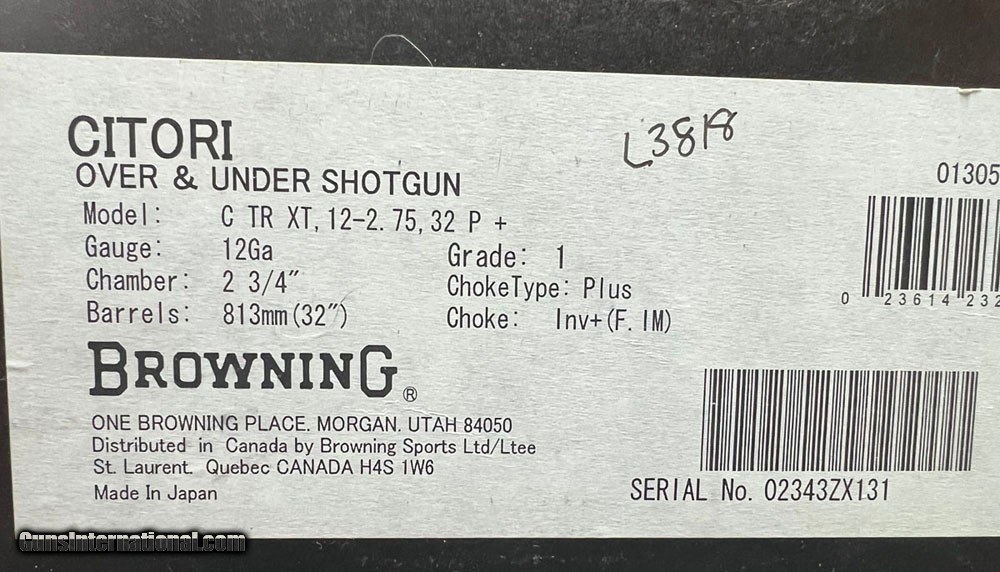 CITORI
L3818
OVER & UNDER SHOTGUN
01305
Model: C TR XT, 12-2.75, 32 P +
Gauge: 12Ga
Grade: 1
Chamber: 2 3/4"
ChokeType: Plus
Barrels: 813mm(32")
Choke: Inv+(F. IM)
0 23614 232
BROWNING®
ONE BROWNING PLACE. MORGAN. UTAH 84050
Distributed in Canada by Browning Sports Ltd/Ltee
St. Laurent. Quebec CANADA H4S 1W6
Made In Japan
SERIAL No. 02343ZX131
GunsInternational.com